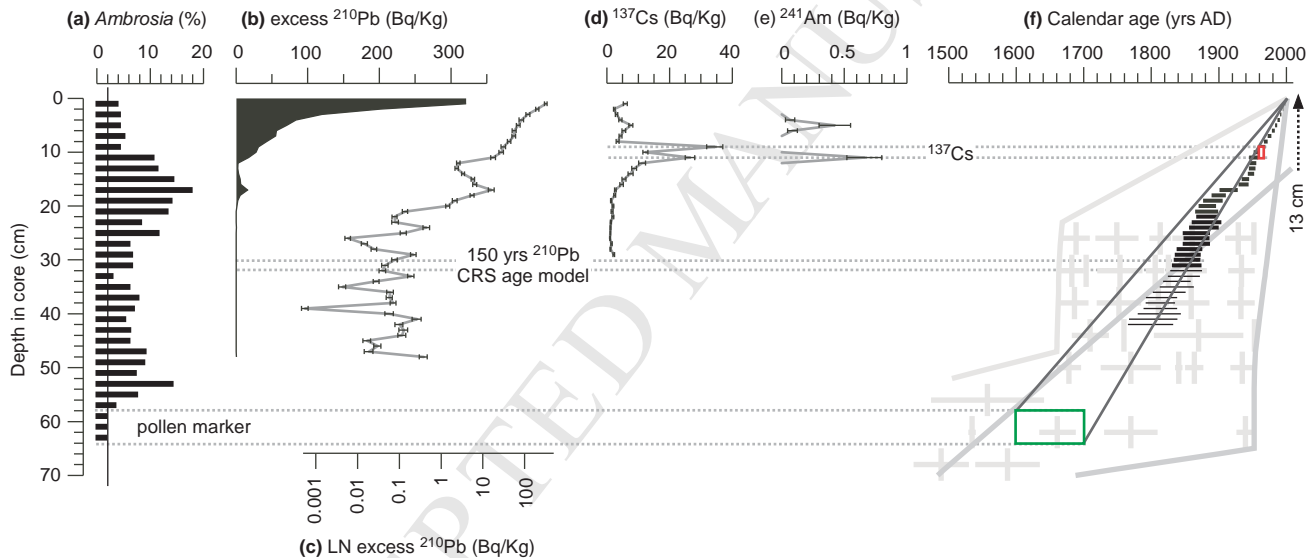 (a) Ambrosia (%)
(b) excess ²¹⁰Pb (Bq/Kg)
(d) ¹³⁷Cs (Bq/Kg)
(e) ²⁴¹Am (Bq/Kg)
(f) Calendar age (yrs AD)
0 10 20
0 100 200 300
0 20 40
0 0.5 1
1500 1600 1700 1800 1900 2000
Depth in core (cm)
0
10
20
30
40
50
60
70
¹³⁷Cs
13 cm
150 yrs ²¹⁰Pb
CRS age model
pollen marker
0.001 0.01 0.1 1 10 100
(c) LN excess ²¹⁰Pb (Bq/Kg)